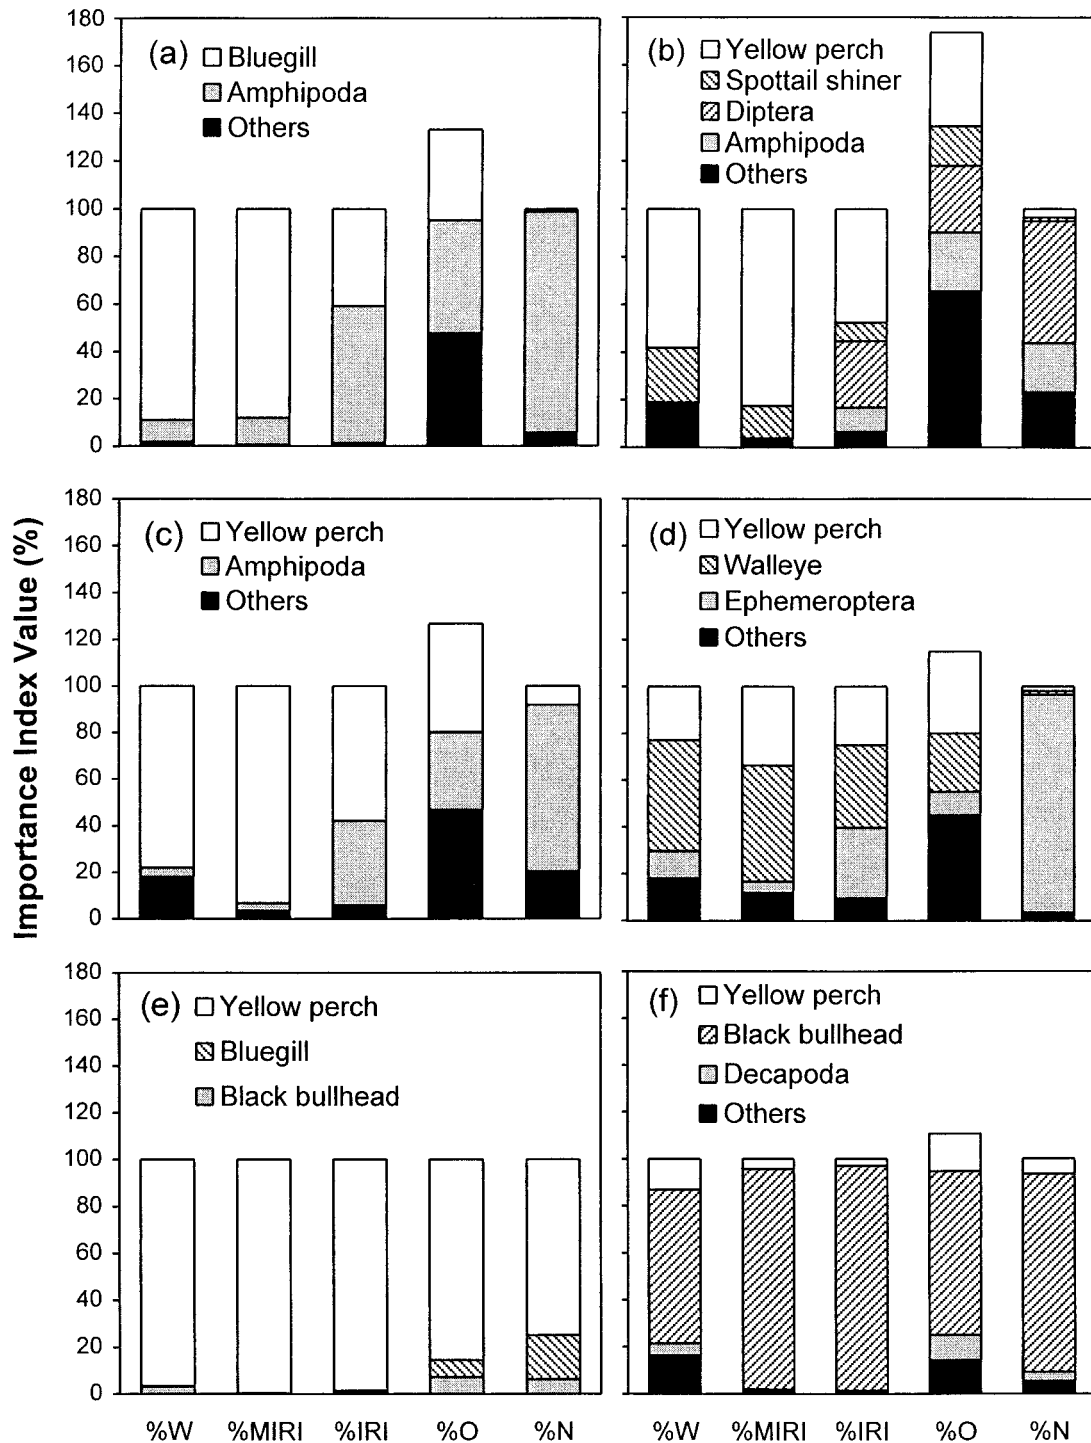 Importance Index Value (%)
180
160
140
120
100
80
60
40
20
0
(a)
Bluegill
Amphipoda
Others
(b)
Yellow perch
Spottail shiner
Diptera
Amphipoda
Others
180
160
140
120
100
80
60
40
20
0
(c)
Yellow perch
Amphipoda
Others
(d)
Yellow perch
Walleye
Ephemeroptera
Others
180
160
140
120
100
80
60
40
20
0
(e)
Yellow perch
Bluegill
Black bullhead
(f)
Yellow perch
Black bullhead
Decapoda
Others
%W %MIRI %IRI %O %N
%W %MIRI %IRI %O %N